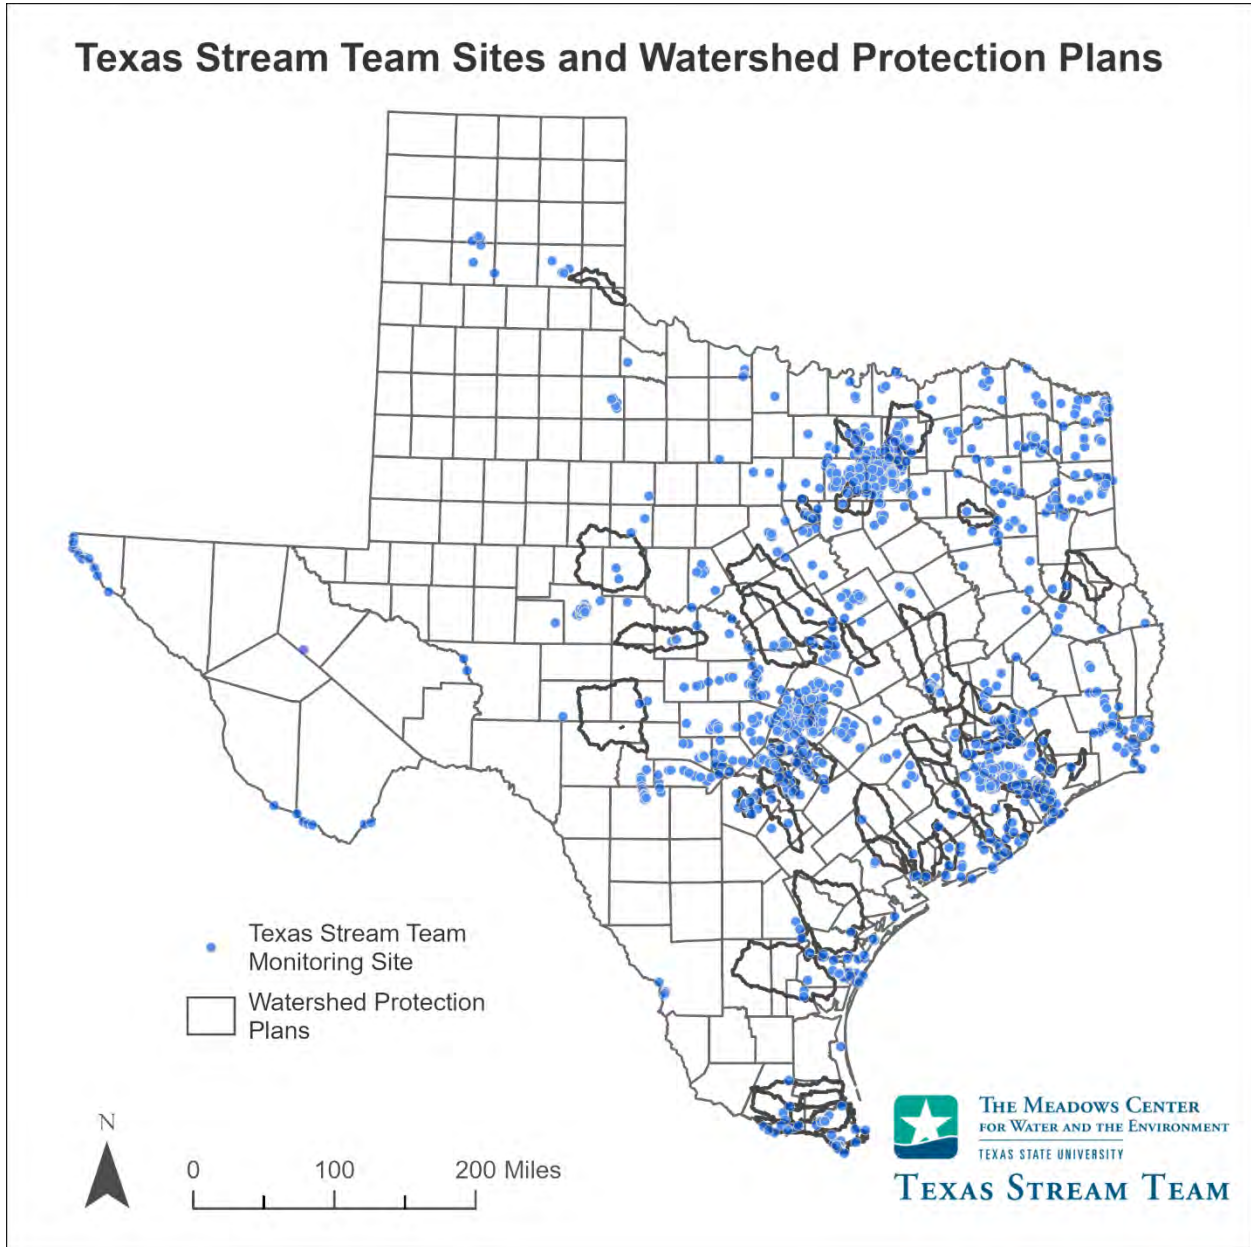 Texas Stream Team Sites and Watershed Protection Plans
Texas Stream Team
Monitoring Site
Watershed Protection
Plans
N
0 100 200 Miles
THE MEADOWS CENTER
FOR WATER AND THE ENVIRONMENT
TEXAS STATE UNIVERSITY
TEXAS STREAM TEAM